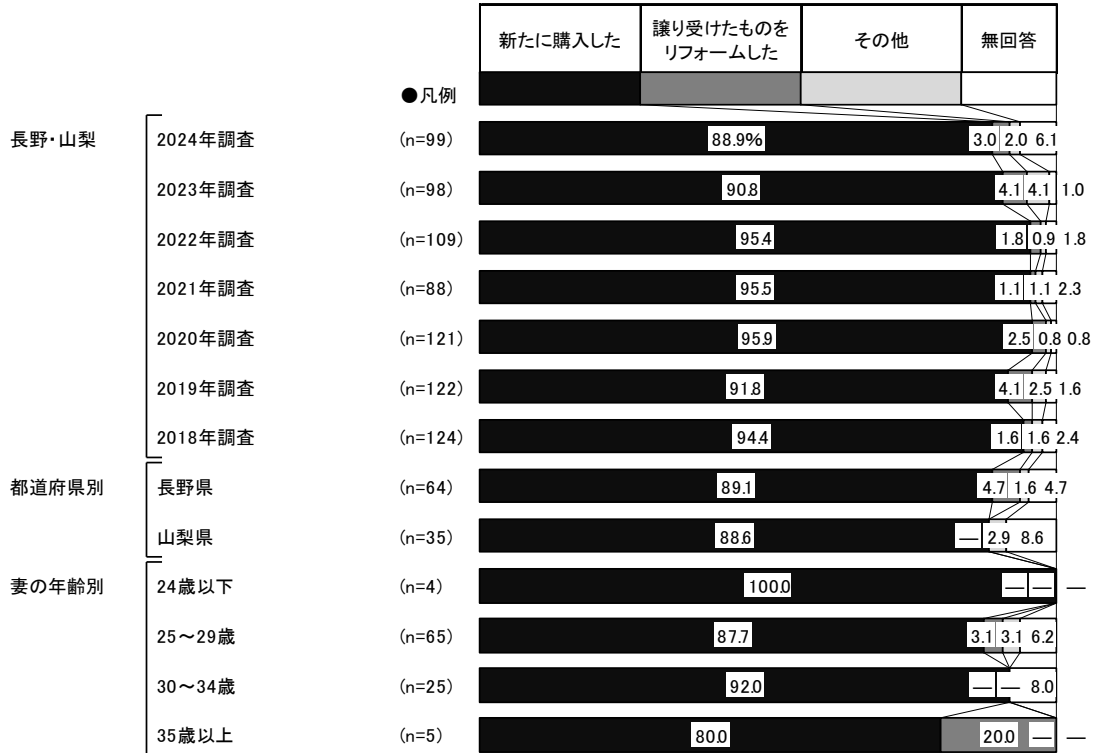 新たに購入した 譲り受けたものをリフォームした その他 無回答
●凡例
長野・山梨 2024年調査 (n=99) 88.9% 3.0 2.0 6.1
2023年調査 (n=98) 90.8 4.1 4.1 1.0
2022年調査 (n=109) 95.4 1.8 0.9 1.8
2021年調査 (n=88) 95.5 1.1 1.1 2.3
2020年調査 (n=121) 95.9 2.5 0.8 0.8
2019年調査 (n=122) 91.8 4.1 2.5 1.6
2018年調査 (n=124) 94.4 1.6 1.6 2.4
都道府県別 長野県 (n=64) 89.1 4.7 1.6 4.7
山梨県 (n=35) 88.6 ― 2.9 8.6
妻の年齢別 24歳以下 (n=4) 100.0 ― ― ―
25～29歳 (n=65) 87.7 3.1 3.1 6.2
30～34歳 (n=25) 92.0 ― ― 8.0
35歳以上 (n=5) 80.0 20.0 ― ―